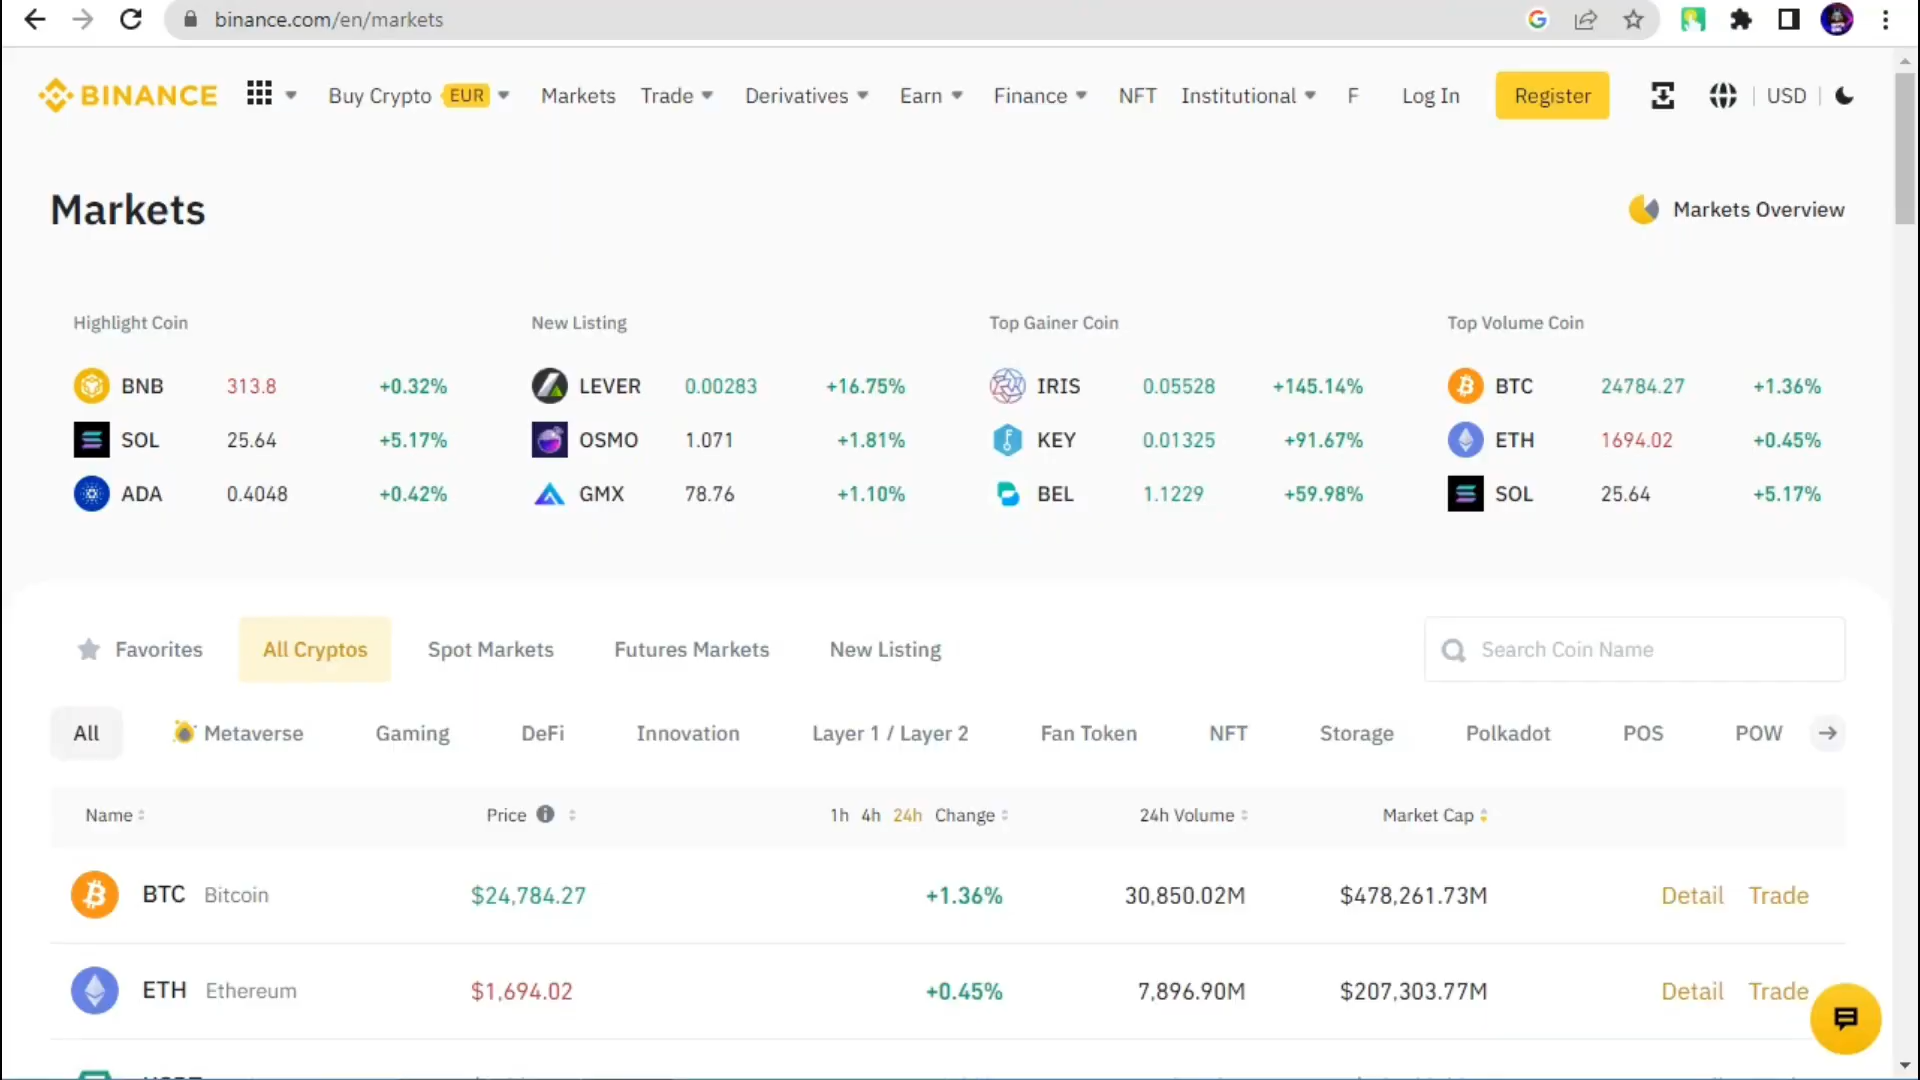 binance.com/en/markets
BINANCE Buy Crypto EUR Markets Trade Derivatives Earn Finance NFT Institutional F Log In Register USD
Markets
Markets Overview
Highlight Coin
BNB 313.8 +0.32%
SOL 25.64 +5.17%
ADA 0.4048 +0.42%
New Listing
LEVER 0.00283 +16.75%
OSMO 1.071 +1.81%
GMX 78.76 +1.10%
Top Gainer Coin
IRIS 0.05528 +145.14%
KEY 0.01325 +91.67%
BEL 1.1229 +59.98%
Top Volume Coin
BTC 24784.27 +1.36%
ETH 1694.02 +0.45%
SOL 25.64 +5.17%
Favorites All Cryptos Spot Markets Futures Markets New Listing Search Coin Name
All Metaverse Gaming DeFi Innovation Layer 1 / Layer 2 Fan Token NFT Storage Polkadot POS POW
Name Price 1h 4h 24h Change 24h Volume Market Cap
BTC Bitcoin $24,784.27 +1.36% 30,850.02M $478,261.73M Detail Trade
ETH Ethereum $1,694.02 +0.45% 7,896.90M $207,303.77M Detail Trade